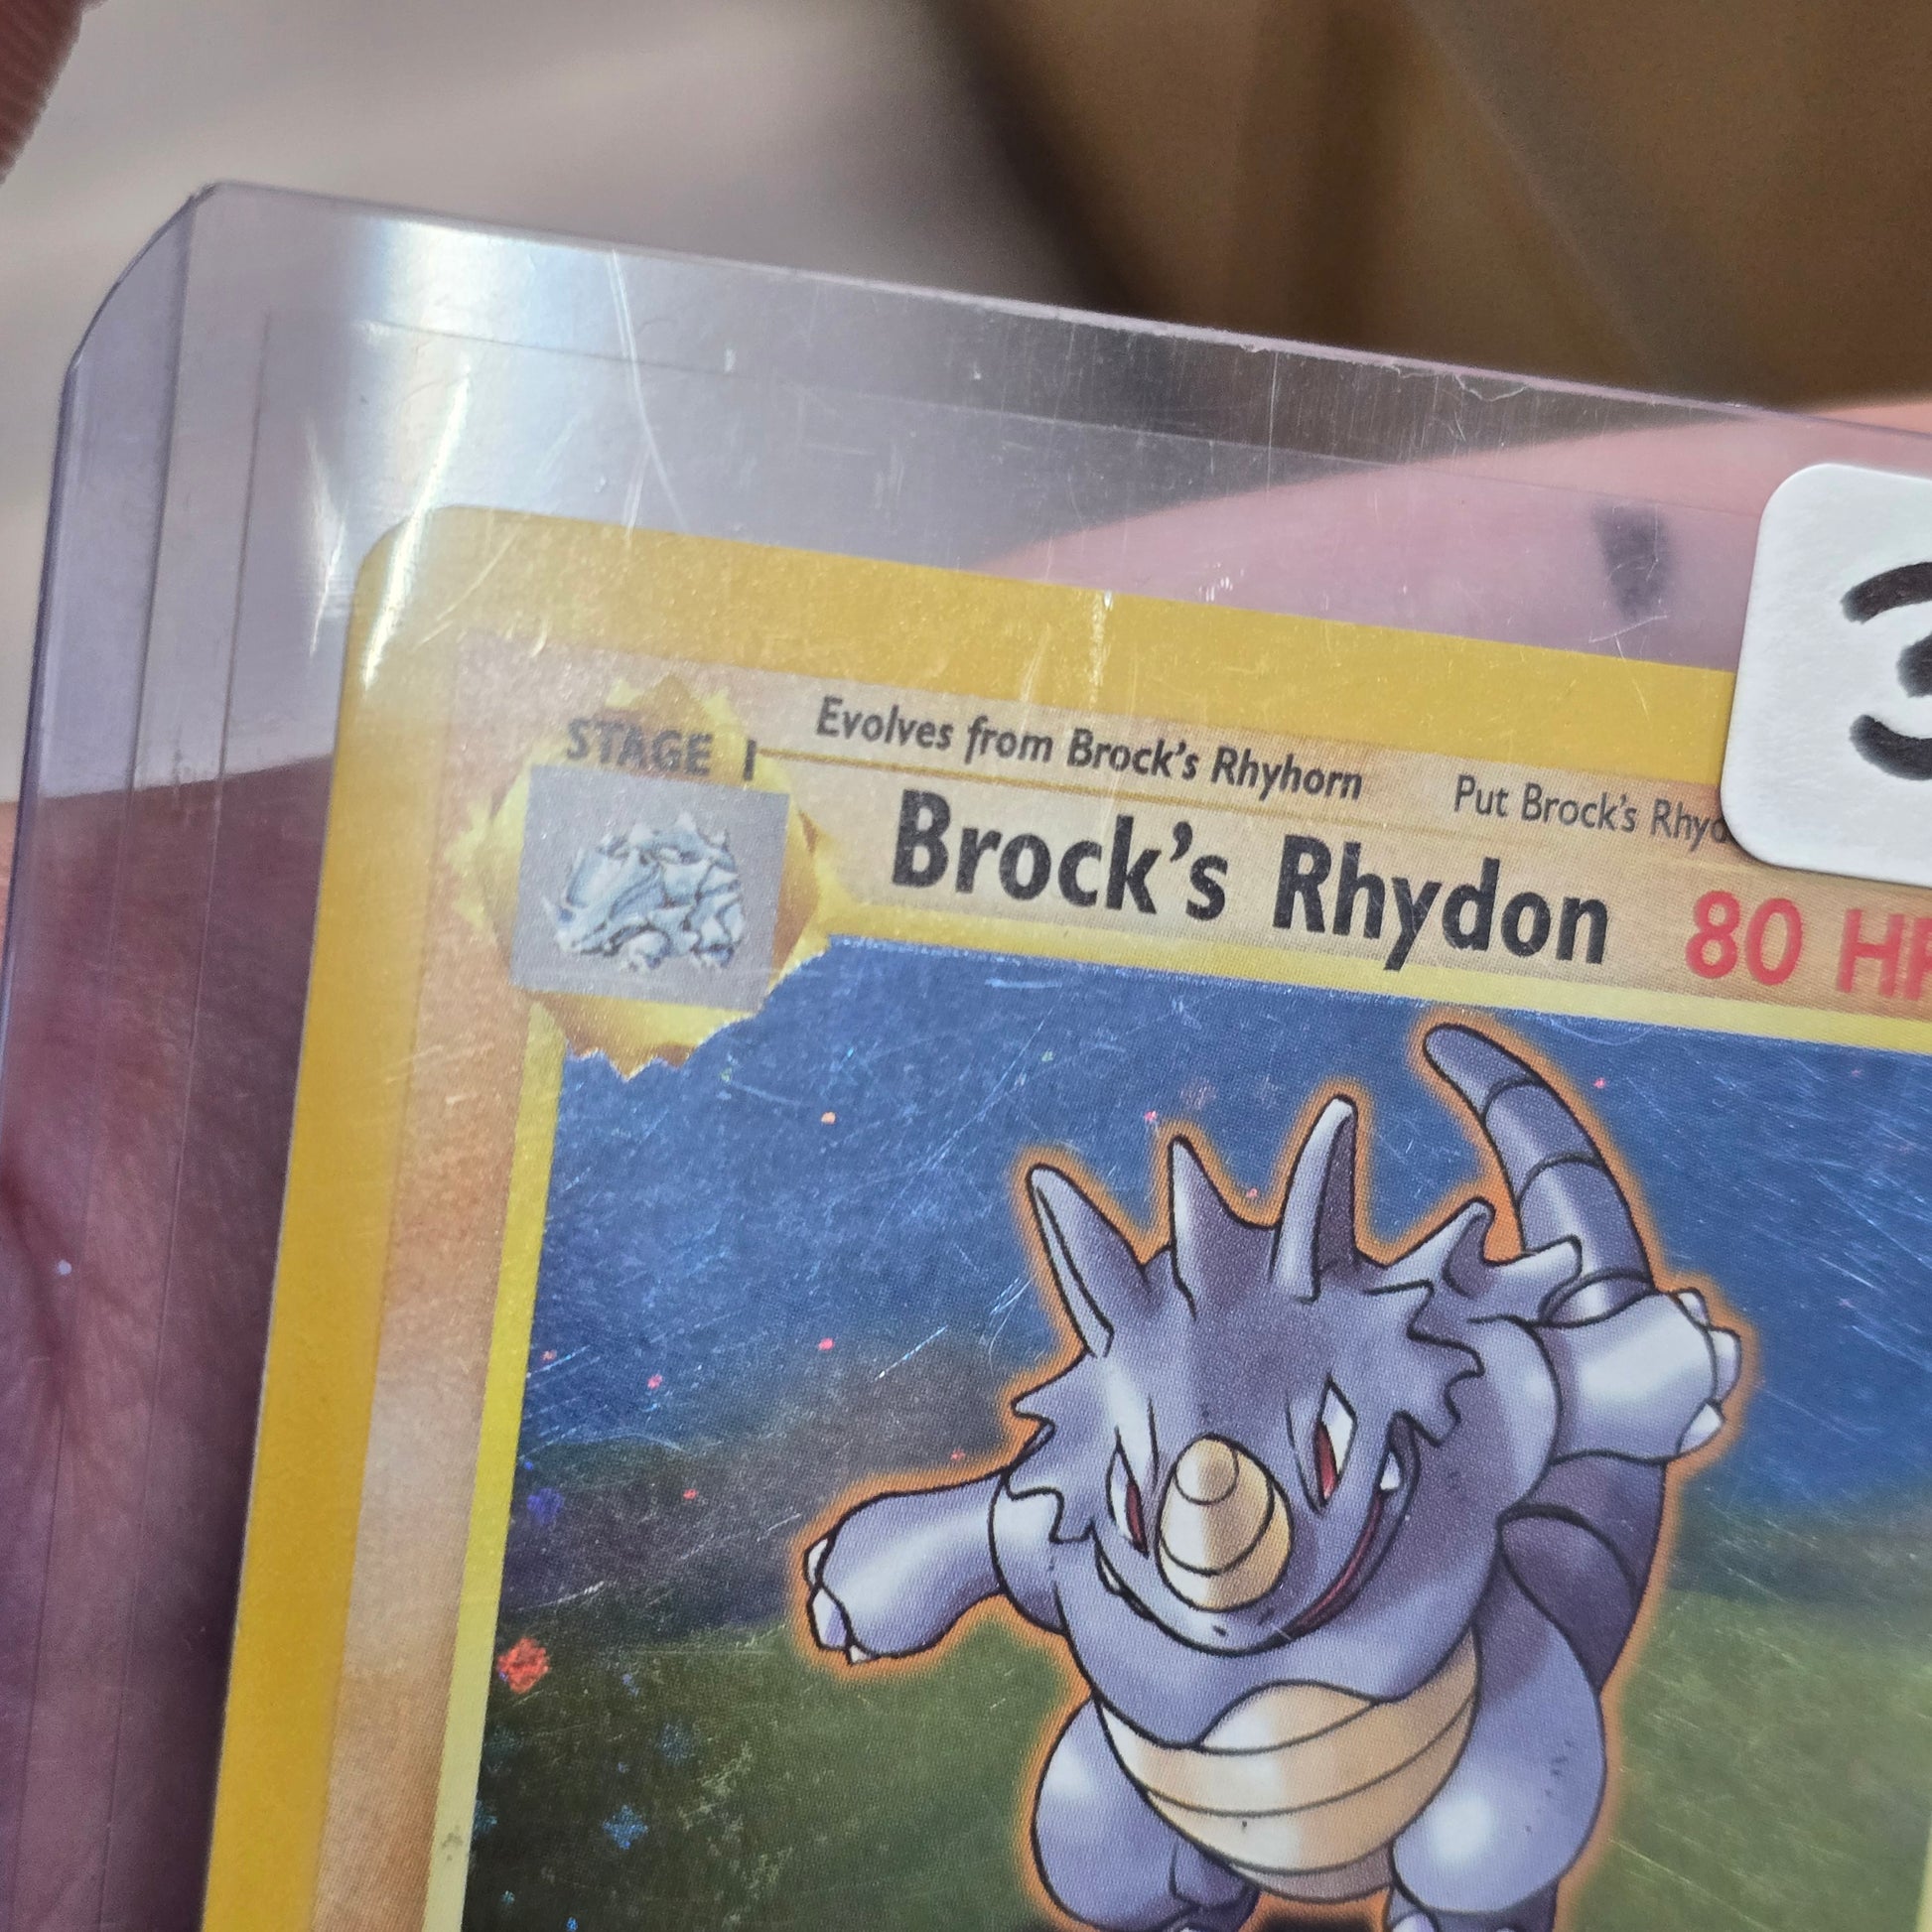 3
STAGE 1
Evolves from Brock's Rhyhorn Put Brock's
Brock's Rhydon 80